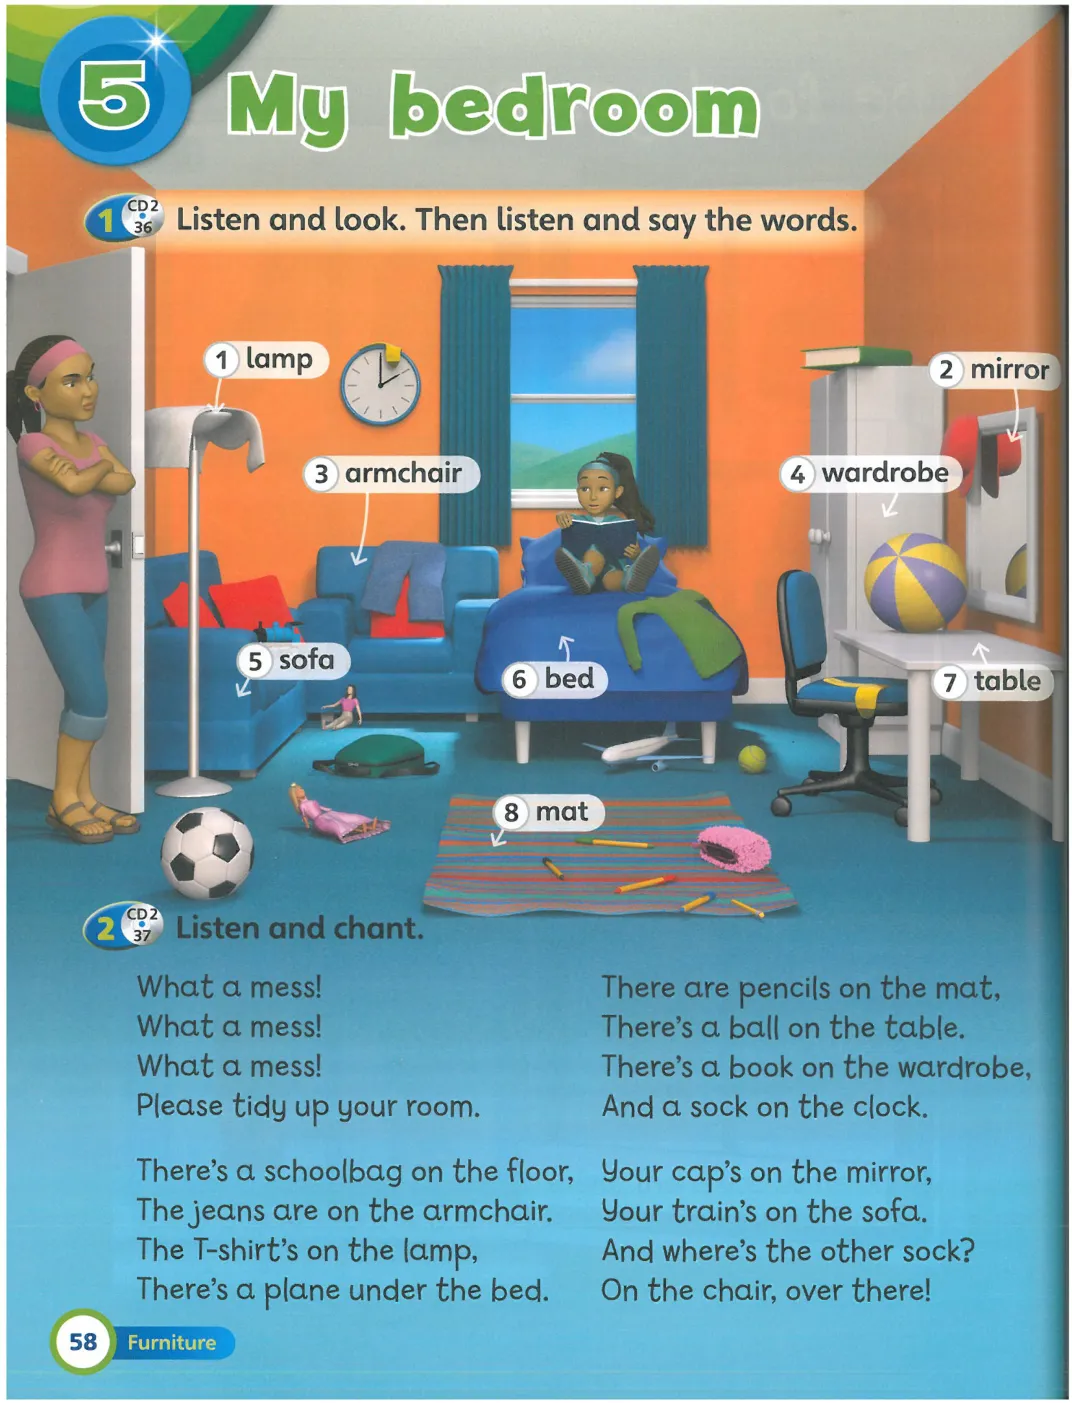 5 My bedroom
1 CD2 36 Listen and look. Then listen and say the words.
1 lamp
2 mirror
3 armchair
4 wardrobe
5 sofa
6 bed
7 table
8 mat
2 CD2 37 Listen and chant.
What a mess!
What a mess!
What a mess!
Please tidy up your room.
There's a schoolbag on the floor,
The jeans are on the armchair.
The T-shirt's on the lamp,
There's a plane under the bed.
There are pencils on the mat,
There's a ball on the table.
There's a book on the wardrobe,
And a sock on the clock.
Your cap's on the mirror,
Your train's on the sofa.
And where's the other sock?
On the chair, over there!
58 Furniture